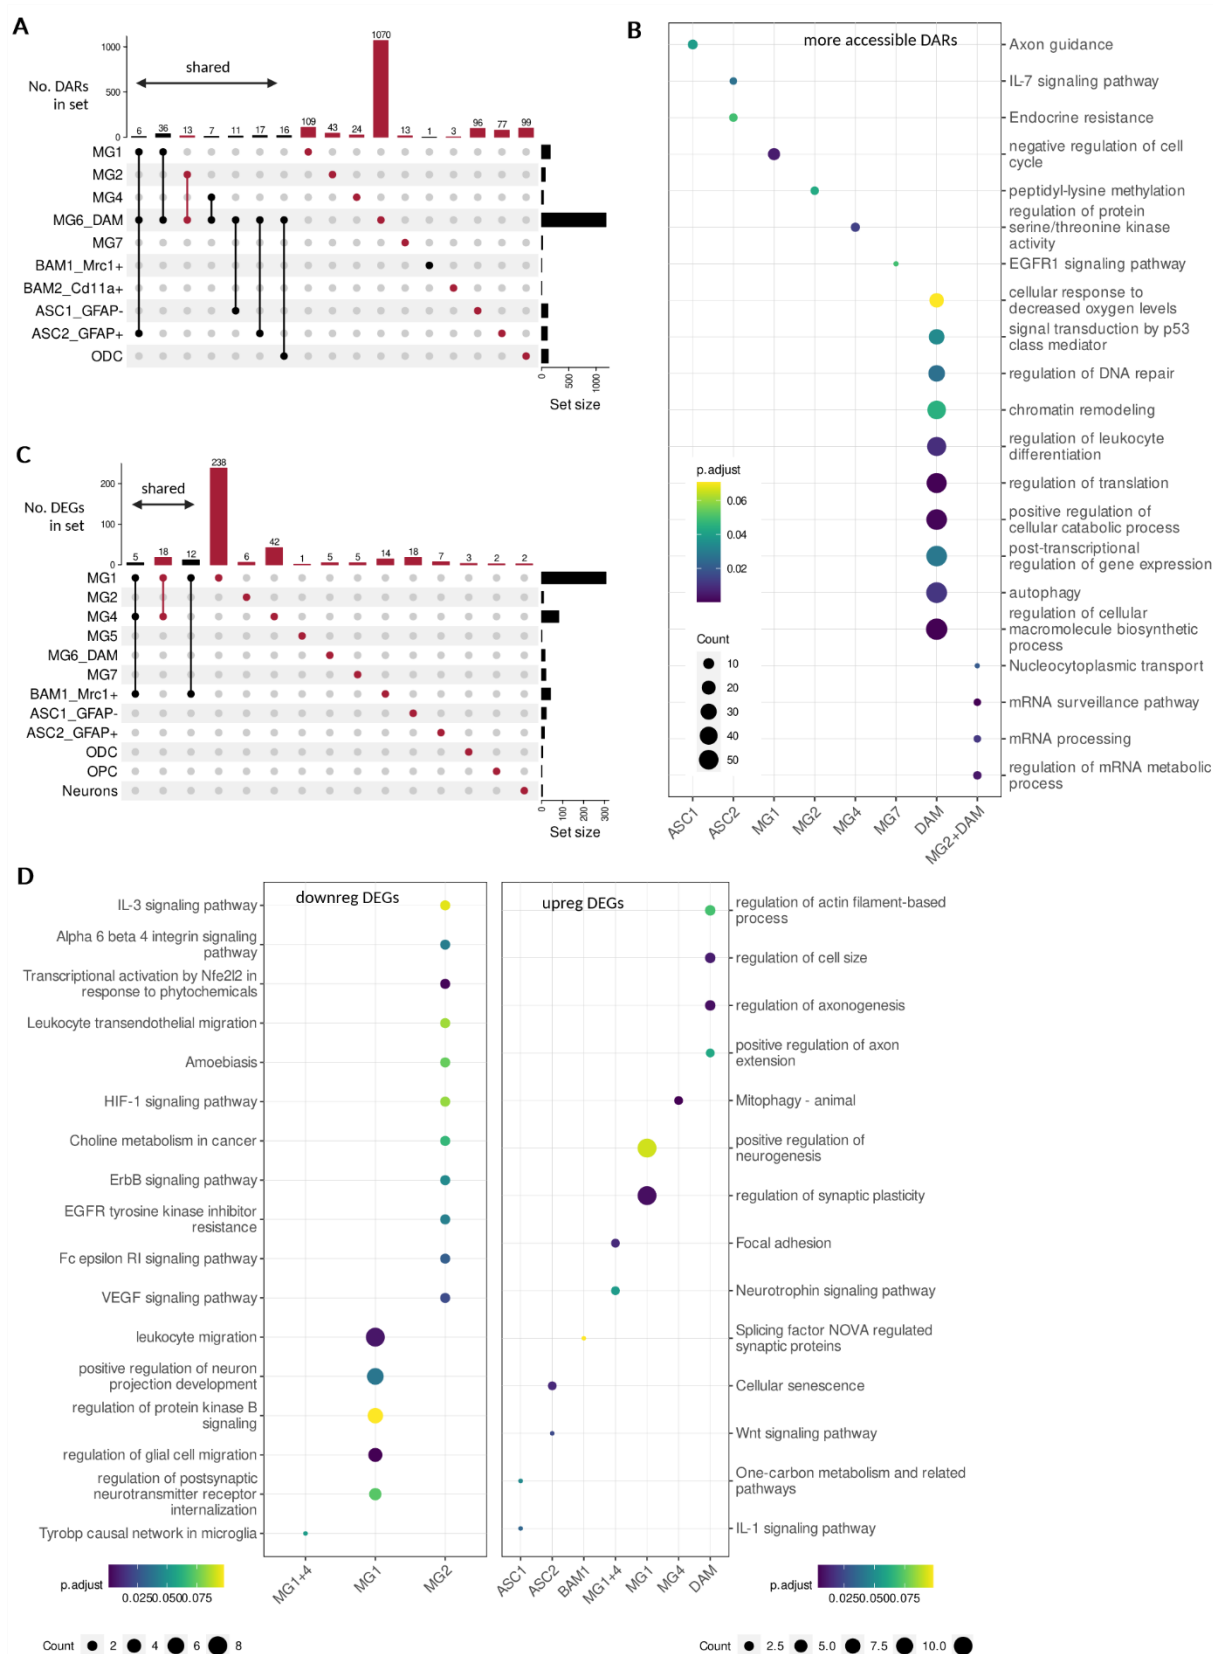 A
1070
1000
shared
No. DARs
in set
500
109
96
77
99
6
36
13
7
11
17
16
43
24
13
1
3
0
MG1
MG2
MG4
MG6_DAM
MG7
BAM1_Mrc1+
BAM2_Cd11a+
ASC1_GFAP-
ASC2_GFAP+
ODC
0
500
1000
Set size
B
more accessible DARs
Axon guidance
IL-7 signaling pathway
Endocrine resistance
negative regulation of cell
cycle
peptidyl-lysine methylation
regulation of protein
serine/threonine kinase
activity
EGFR1 signaling pathway
cellular response to
decreased oxygen levels
signal transduction by p53
class mediator
regulation of DNA repair
chromatin remodeling
regulation of leukocyte
differentiation
regulation of translation
positive regulation of
cellular catabolic process
post-transcriptional
regulation of gene expression
autophagy
regulation of cellular
macromolecule biosynthetic
process
Nucleocytoplasmic transport
mRNA surveillance pathway
mRNA processing
regulation of mRNA metabolic
process
p.adjust
0.06
0.04
0.02
Count
10
20
30
40
50
ASC1
ASC2
MG1
MG2
MG4
MG7
DAM
MG2+DAM
C
238
200
shared
No. DEGs
in set
100
42
5
18
12
6
1
5
5
14
18
7
3
2
2
0
MG1
MG2
MG4
MG5
MG6_DAM
MG7
BAM1_Mrc1+
ASC1_GFAP-
ASC2_GFAP+
ODC
OPC
Neurons
0
100
200
300
Set size
D
downreg DEGs
IL-3 signaling pathway
Alpha 6 beta 4 integrin signaling
pathway
Transcriptional activation by Nfe2l2 in
response to phytochemicals
Leukocyte transendothelial migration
Amoebiasis
HIF-1 signaling pathway
Choline metabolism in cancer
ErbB signaling pathway
EGFR tyrosine kinase inhibitor
resistance
Fc epsilon RI signaling pathway
VEGF signaling pathway
leukocyte migration
positive regulation of neuron
projection development
regulation of protein kinase B
signaling
regulation of glial cell migration
regulation of postsynaptic
neurotransmitter receptor
internalization
Tyrobp causal network in microglia
MG1+4
MG1
MG2
p.adjust
0.0250.0500.075
Count
2
4
6
8
upreg DEGs
regulation of actin filament-based
process
regulation of cell size
regulation of axonogenesis
positive regulation of axon
extension
Mitophagy - animal
positive regulation of
neurogenesis
regulation of synaptic plasticity
Focal adhesion
Neurotrophin signaling pathway
Splicing factor NOVA regulated
synaptic proteins
Cellular senescence
Wnt signaling pathway
One-carbon metabolism and related
pathways
IL-1 signaling pathway
ASC1
ASC2
BAM1
MG1+4
MG1
MG4
DAM
p.adjust
0.0250.0500.075
Count
2.5
5.0
7.5
10.0